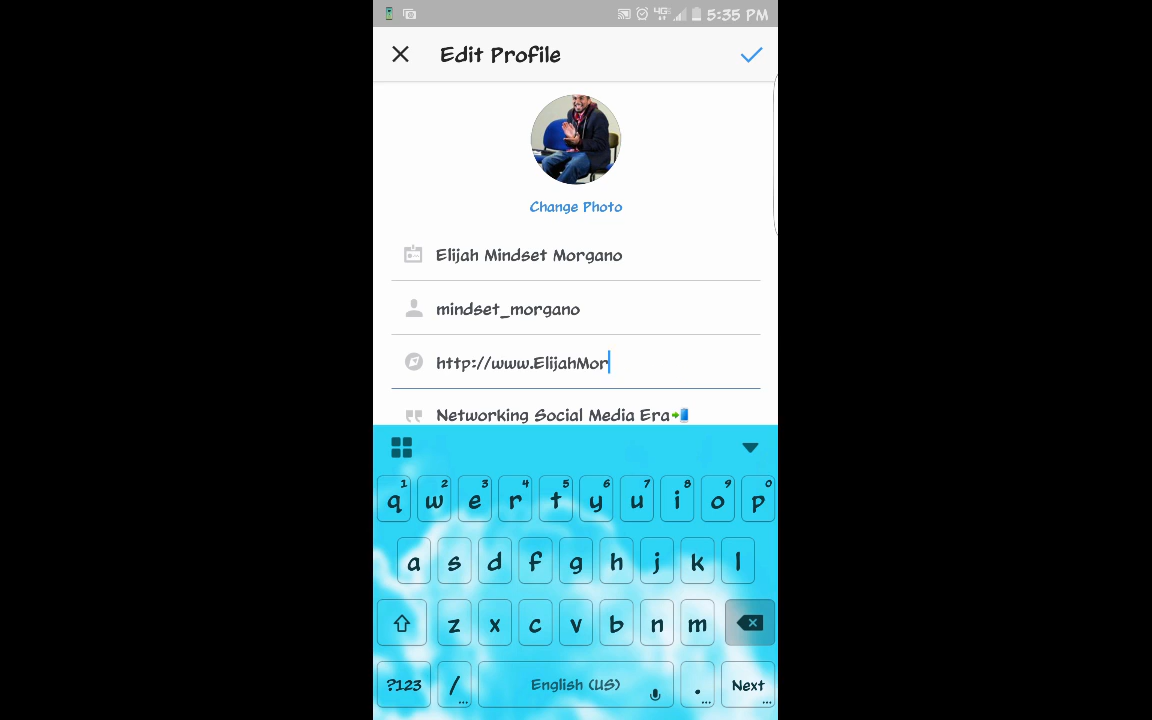 4G 5:35 PM
Edit Profile
Change Photo
Elijah Mindset Morgano
mindset_morgano
http://www.ElijahMor
Networking Social Media Era
1 2 3 4 5 6 7 8 9 0
q w e r t y u i o p
a s d f g h j k l
z x c v b n m
?123 / ... English (US) . ... Next ...